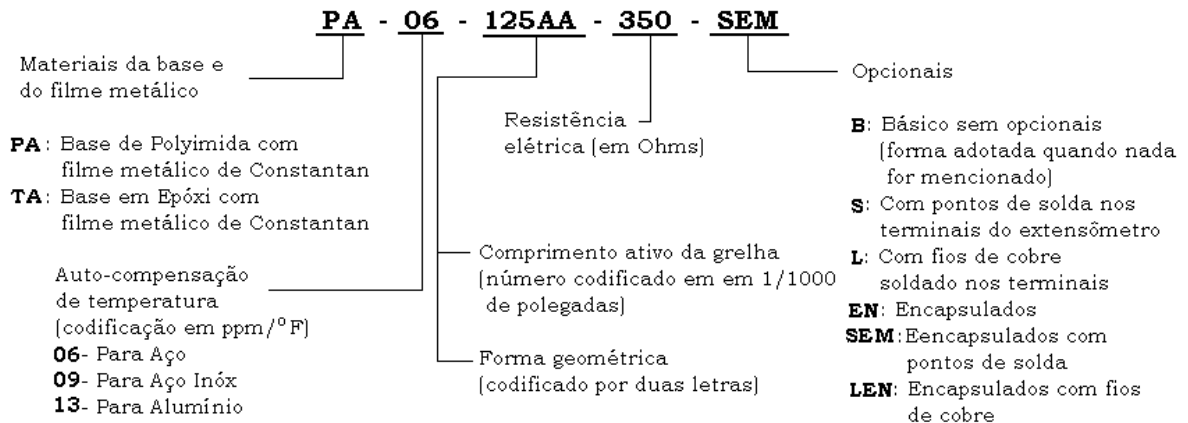 PA - 06 - 125AA - 350 - SEM
Materiais da base e
do filme metálico
PA: Base de Polyimida com
filme metálico de Constantan
TA: Base em Epóxi com
filme metálico de Constantan
Auto-compensação
de temperatura
(codificação em ppm/°F)
06- Para Aço
09- Para Aço Inóx
13- Para Alumínio
Resistência
elétrica (em Ohms)
Comprimento ativo da grelha
(número codificado em em 1/1000
de polegadas)
Forma geométrica
(codificado por duas letras)
Opcionais
B: Básico sem opcionais
(forma adotada quando nada
for mencionado)
S: Com pontos de solda nos
terminais do extensômetro
L: Com fios de cobre
soldado nos terminais
EN: Encapsulados
SEM: Eencapsulados com
pontos de solda
LEN: Encapsulados com fios
de cobre